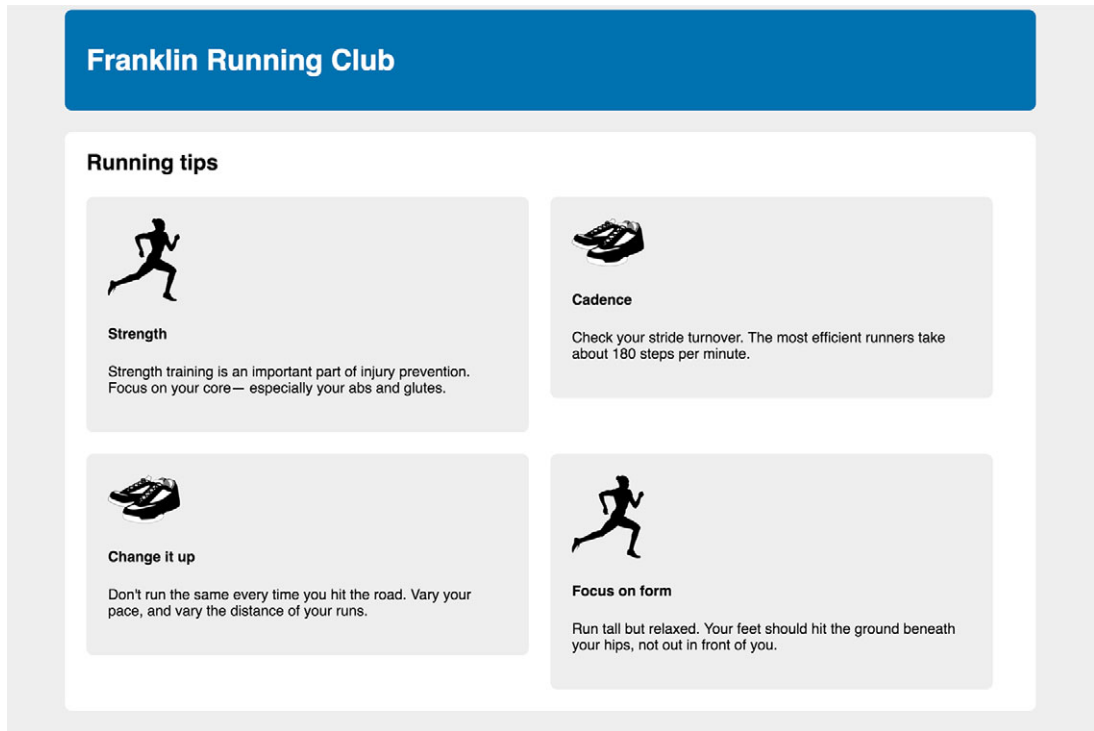 Franklin Running Club
Running tips
Strength
Strength training is an important part of injury prevention.
Focus on your core— especially your abs and glutes.
Cadence
Check your stride turnover. The most efficient runners take
about 180 steps per minute.
Change it up
Don't run the same every time you hit the road. Vary your
pace, and vary the distance of your runs.
Focus on form
Run tall but relaxed. Your feet should hit the ground beneath
your hips, not out in front of you.